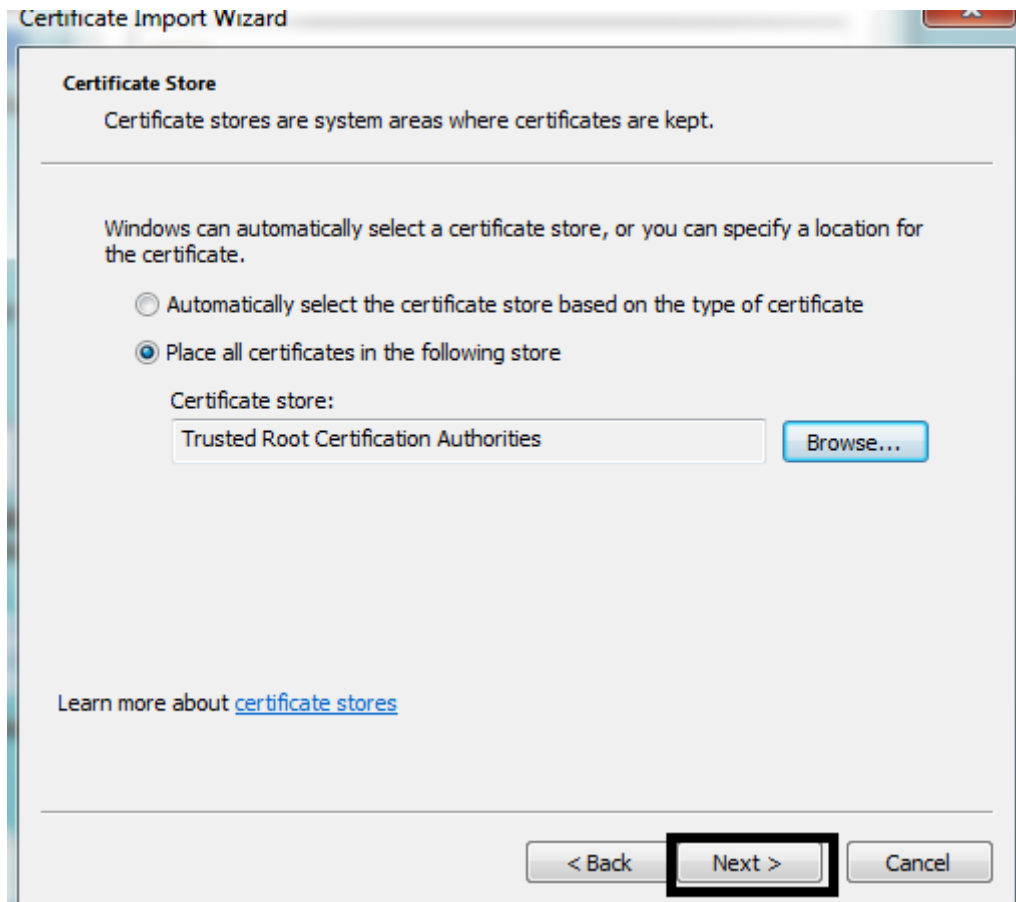 Certificate Import Wizard
Certificate Store
Certificate stores are system areas where certificates are kept.
Windows can automatically select a certificate store, or you can specify a location for
the certificate.
Automatically select the certificate store based on the type of certificate
Place all certificates in the following store
Certificate store:
Trusted Root Certification Authorities
Browse...
Learn more about certificate stores
< Back
Next >
Cancel